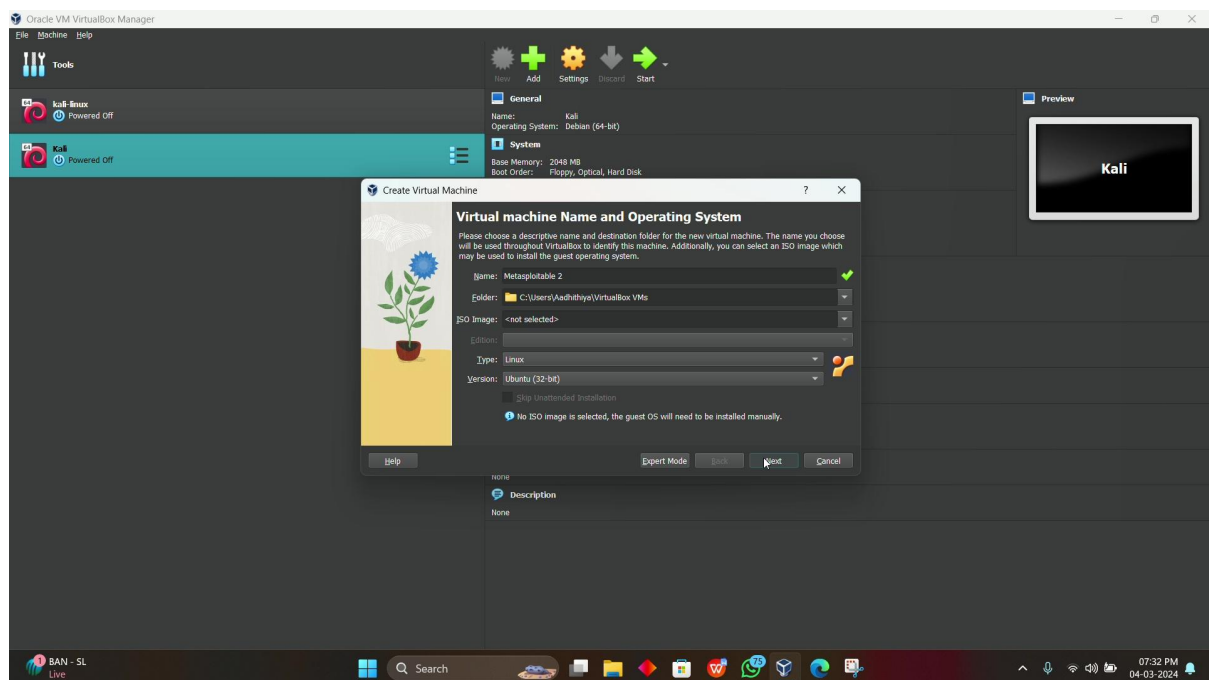 Oracle VM VirtualBox Manager
File Machine Help
Tools
New Add Settings Discard Start
64
kali-linux
Powered Off
64
Kali
Powered Off
General
Name: Kali
Operating System: Debian (64-bit)
System
Base Memory: 2048 MB
Boot Order: Floppy, Optical, Hard Disk
Preview
Kali
Create Virtual Machine
?
Virtual machine Name and Operating System
Please choose a descriptive name and destination folder for the new virtual machine. The name you choose
will be used throughout VirtualBox to identify this machine. Additionally, you can select an ISO image which
may be used to install the guest operating system.
Name: Metasploitable 2
Folder: C:\Users\Aadhithiya\VirtualBox VMs
ISO Image: <not selected>
Edition:
Type: Linux
Version: Ubuntu (32-bit)
Skip Unattended Installation
No ISO image is selected, the guest OS will need to be installed manually.
Help Expert Mode Back Next Cancel
None
Description
None
1
BAN - SL
Live
Search
75
07:32 PM
04-03-2024